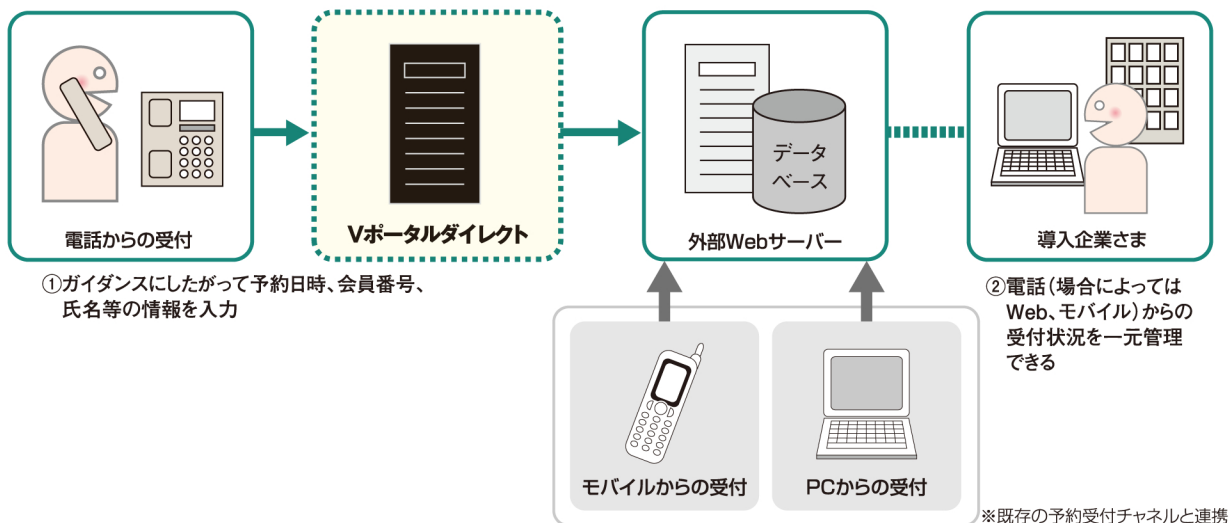 電話からの受付
Vポータルダイレクト
データ
ベース
外部Webサーバー
導入企業さま
①ガイダンスにしたがって予約日時、会員番号、
氏名等の情報を入力
②電話(場合によっては
Web、モバイル)からの
受付状況を一元管理
できる
モバイルからの受付
PCからの受付
※既存の予約受付チャネルと連携